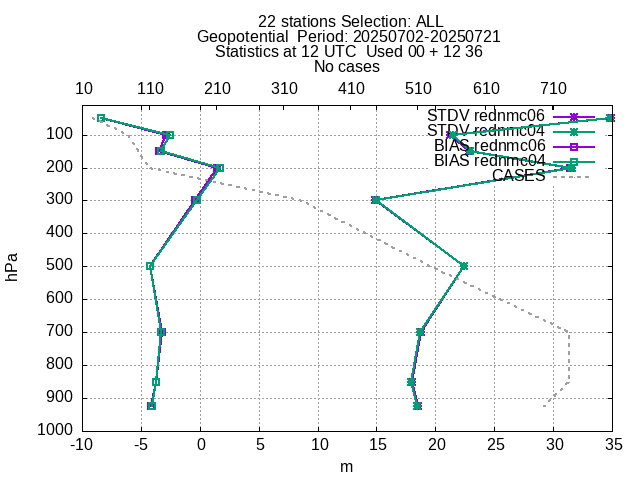 22 stations Selection: ALL
Geopotential  Period: 20250702-20250721
Statistics at 12 UTC  Used 00 + 12 36
No cases
10 110 210 310 410 510 610 710
STDV rednmc06
STDV rednmc04
BIAS rednmc06
BIAS rednmc04
CASES
100
200
300
400
500
600
700
800
900
1000
hPa
-10 -5 0 5 10 15 20 25 30 35
m